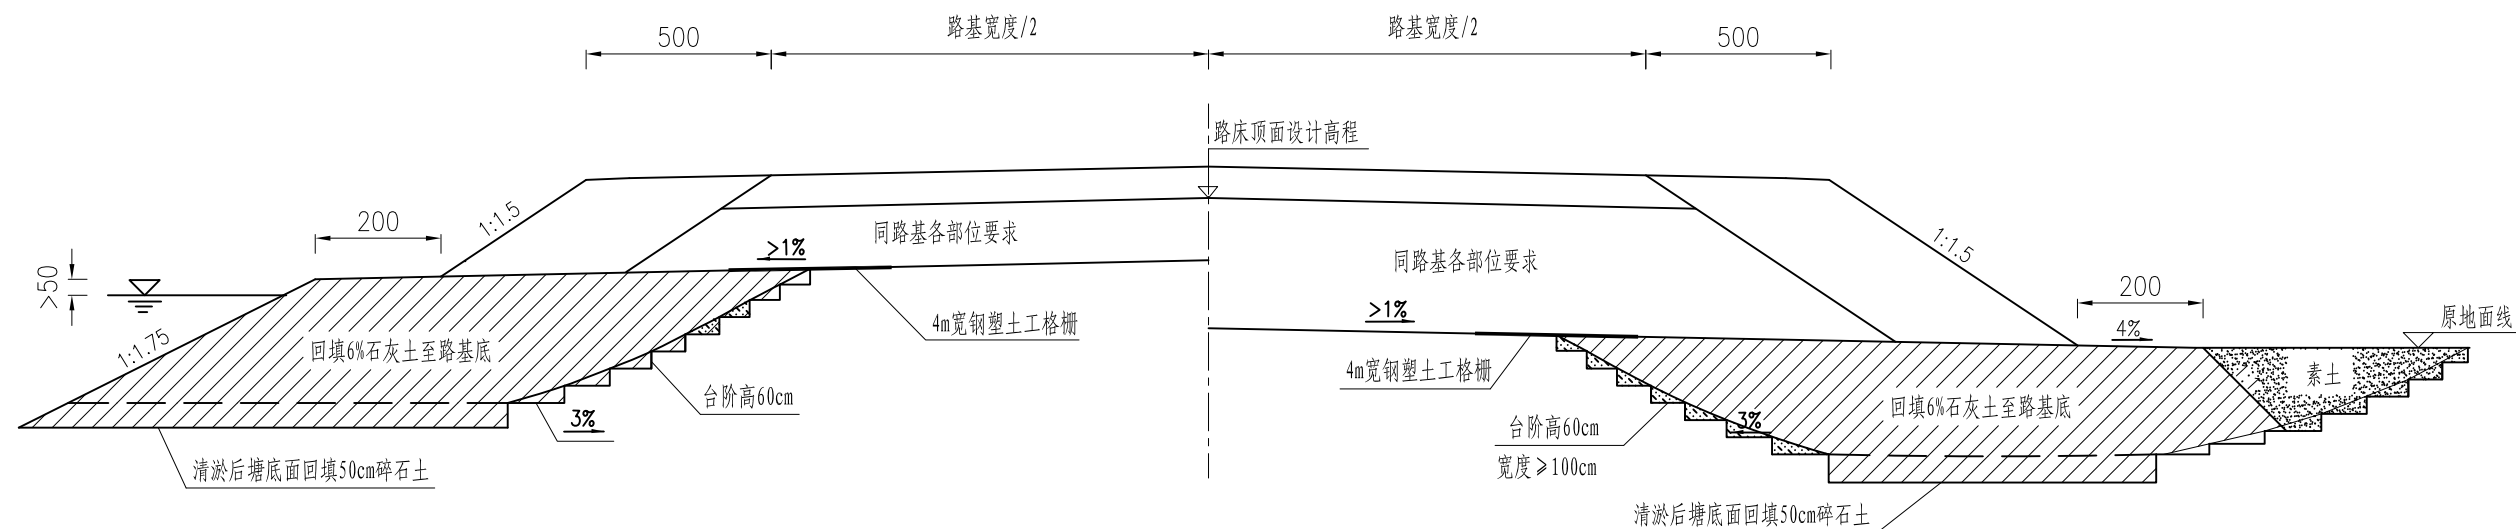 500
路基宽度/2
路基宽度/2
500
路床顶面设计高程
200
1:1.5
>1%
同路基各部位要求
>50
1:1.75
回填6%石灰土至路基底
4m宽钢塑土工格栅
台阶高60cm
3%
清淤后塘底面回填50cm碎石土
同路基各部位要求
1:1.5
>1%
200
4%
原地面线
4m宽钢塑土工格栅
素土
回填6%石灰土至路基底
台阶高60cm
宽度≥100cm
3%
清淤后塘底面回填50cm碎石土